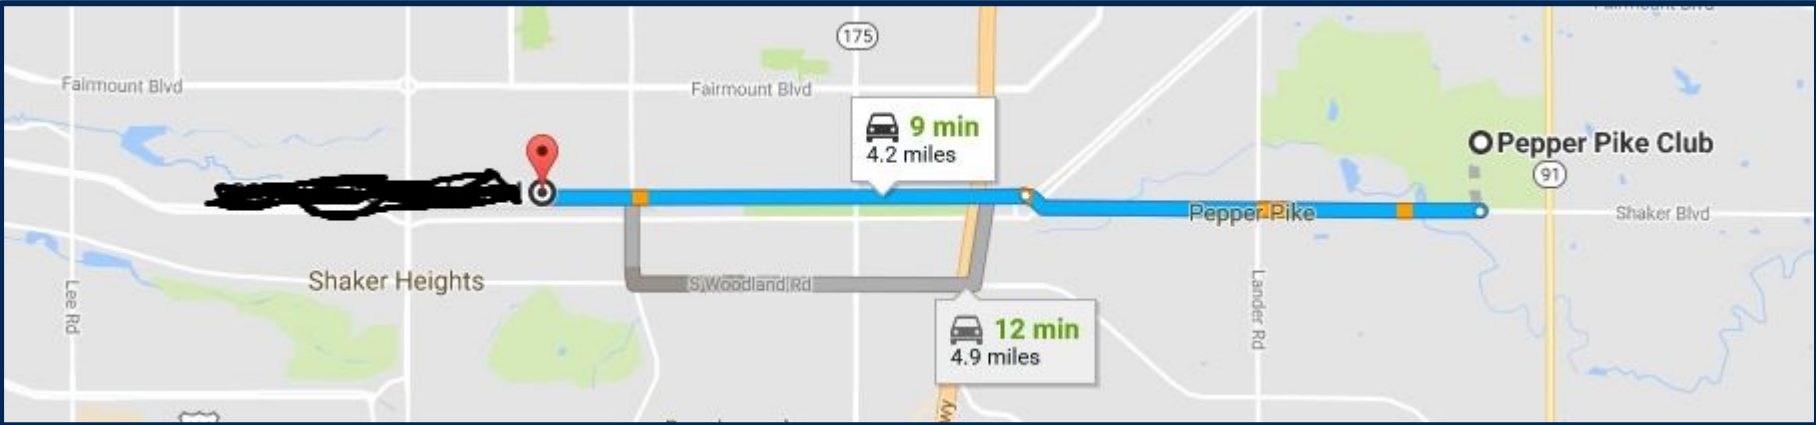 175
Fairmount Blvd
Fairmount Blvd
9 min
4.2 miles
Pepper Pike Club
91
Pepper Pike
Shaker Blvd
Shaker Heights
S Woodland Rd
Lee Rd
Lander Rd
12 min
4.9 miles